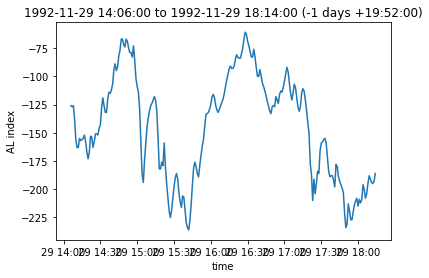 1992-11-29 14:06:00 to 1992-11-29 18:14:00 (-1 days +19:52:00)
AL index
−75
−100
−125
−150
−175
−200
−225
29 14:00 29 14:30 29 15:00 29 15:30 29 16:00 29 16:30 29 17:00 29 17:30 29 18:00
time